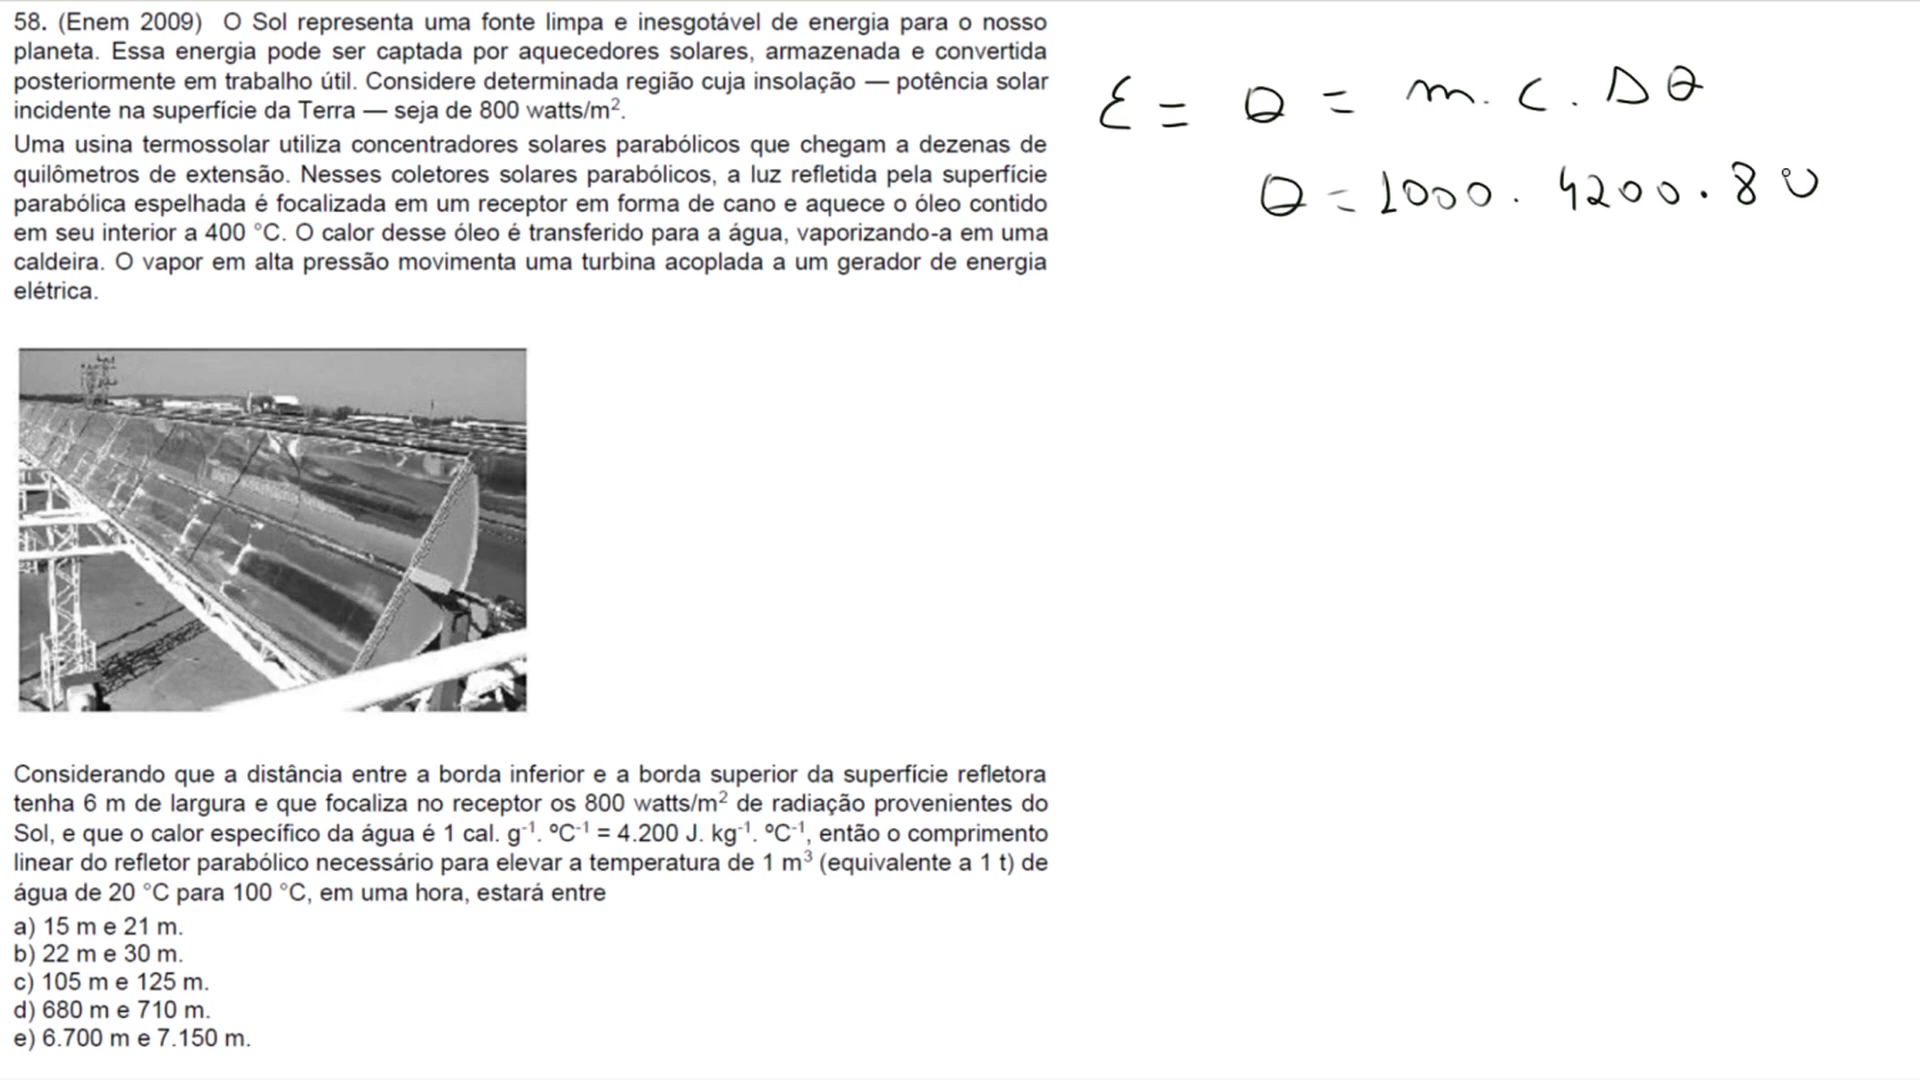 58. (Enem 2009) O Sol representa uma fonte limpa e inesgotável de energia para o nosso
planeta. Essa energia pode ser captada por aquecedores solares, armazenada e convertida
posteriormente em trabalho útil. Considere determinada região cuja insolação — potência solar
incidente na superfície da Terra — seja de 800 watts/m².
Uma usina termossolar utiliza concentradores solares parabólicos que chegam a dezenas de
quilômetros de extensão. Nesses coletores solares parabólicos, a luz refletida pela superfície
parabólica espelhada é focalizada em um receptor em forma de cano e aquece o óleo contido
em seu interior a 400 °C. O calor desse óleo é transferido para a água, vaporizando-a em uma
caldeira. O vapor em alta pressão movimenta uma turbina acoplada a um gerador de energia
elétrica.
Considerando que a distância entre a borda inferior e a borda superior da superfície refletora
tenha 6 m de largura e que focaliza no receptor os 800 watts/m² de radiação provenientes do
Sol, e que o calor específico da água é 1 cal. g⁻¹. ºC⁻¹ = 4.200 J. kg⁻¹. ºC⁻¹, então o comprimento
linear do refletor parabólico necessário para elevar a temperatura de 1 m³ (equivalente a 1 t) de
água de 20 °C para 100 °C, em uma hora, estará entre
a) 15 m e 21 m.
b) 22 m e 30 m.
c) 105 m e 125 m.
d) 680 m e 710 m.
e) 6.700 m e 7.150 m.
Ɛ = Q = m. c. Δθ
Q = 1000. 4200. 80